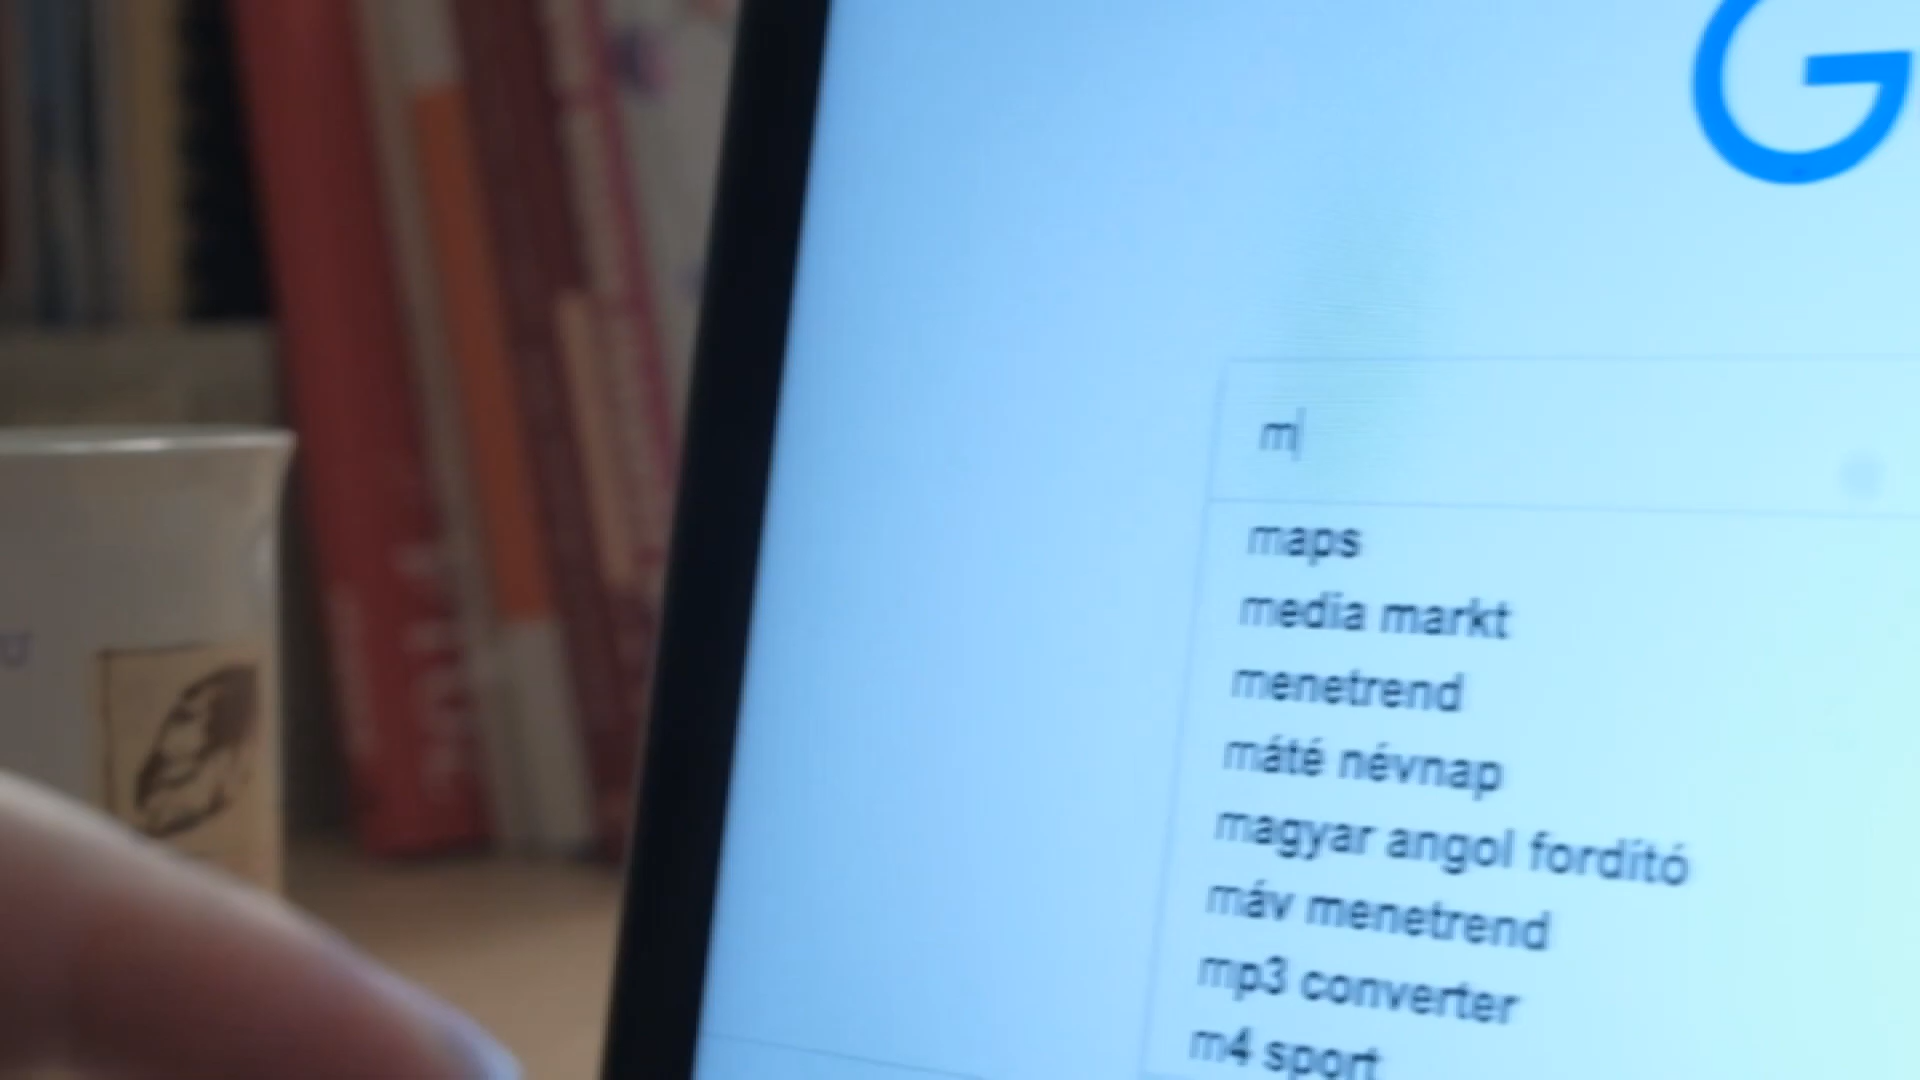 G
m
maps
media markt
menetrend
máté névnap
magyar angol fordító
máv menetrend
mp3 converter
m4 sport